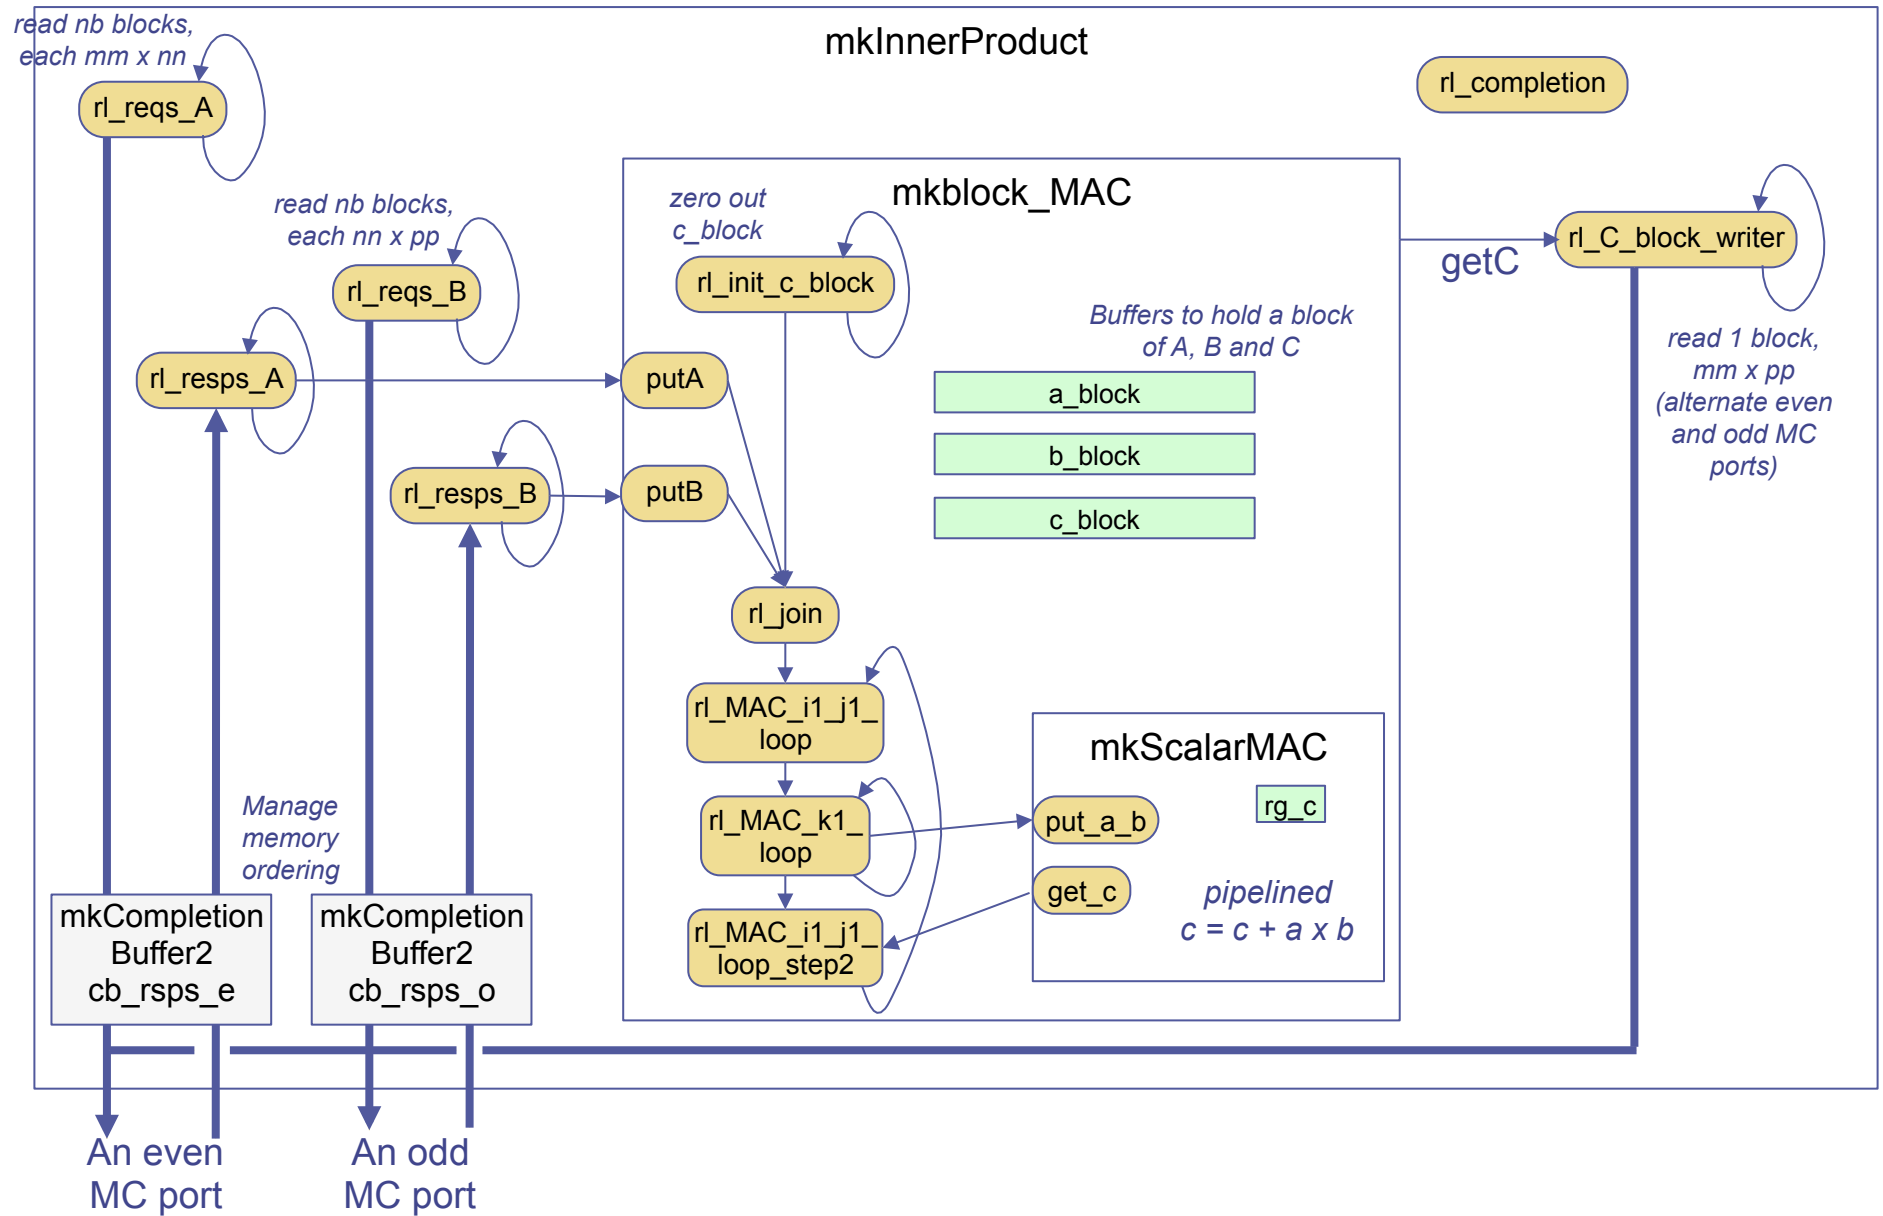 read nb blocks,
each mm x nn
mkInnerProduct
rl_completion
rl_reqs_A
read nb blocks,
each nn x pp
rl_reqs_B
rl_resps_A
rl_resps_B
mkblock_MAC
zero out
c_block
rl_init_c_block
Buffers to hold a block
of A, B and C
putA
a_block
b_block
putB
c_block
rl_join
rl_MAC_i1_j1_
loop
rl_MAC_k1_
loop
rl_MAC_i1_j1_
loop_step2
mkScalarMAC
rg_c
put_a_b
get_c
pipelined
c = c + a x b
getC
rl_C_block_writer
read 1 block,
mm x pp
(alternate even
and odd MC
ports)
Manage
memory
ordering
mkCompletion
Buffer2
cb_rsps_e
mkCompletion
Buffer2
cb_rsps_o
An even
MC port
An odd
MC port